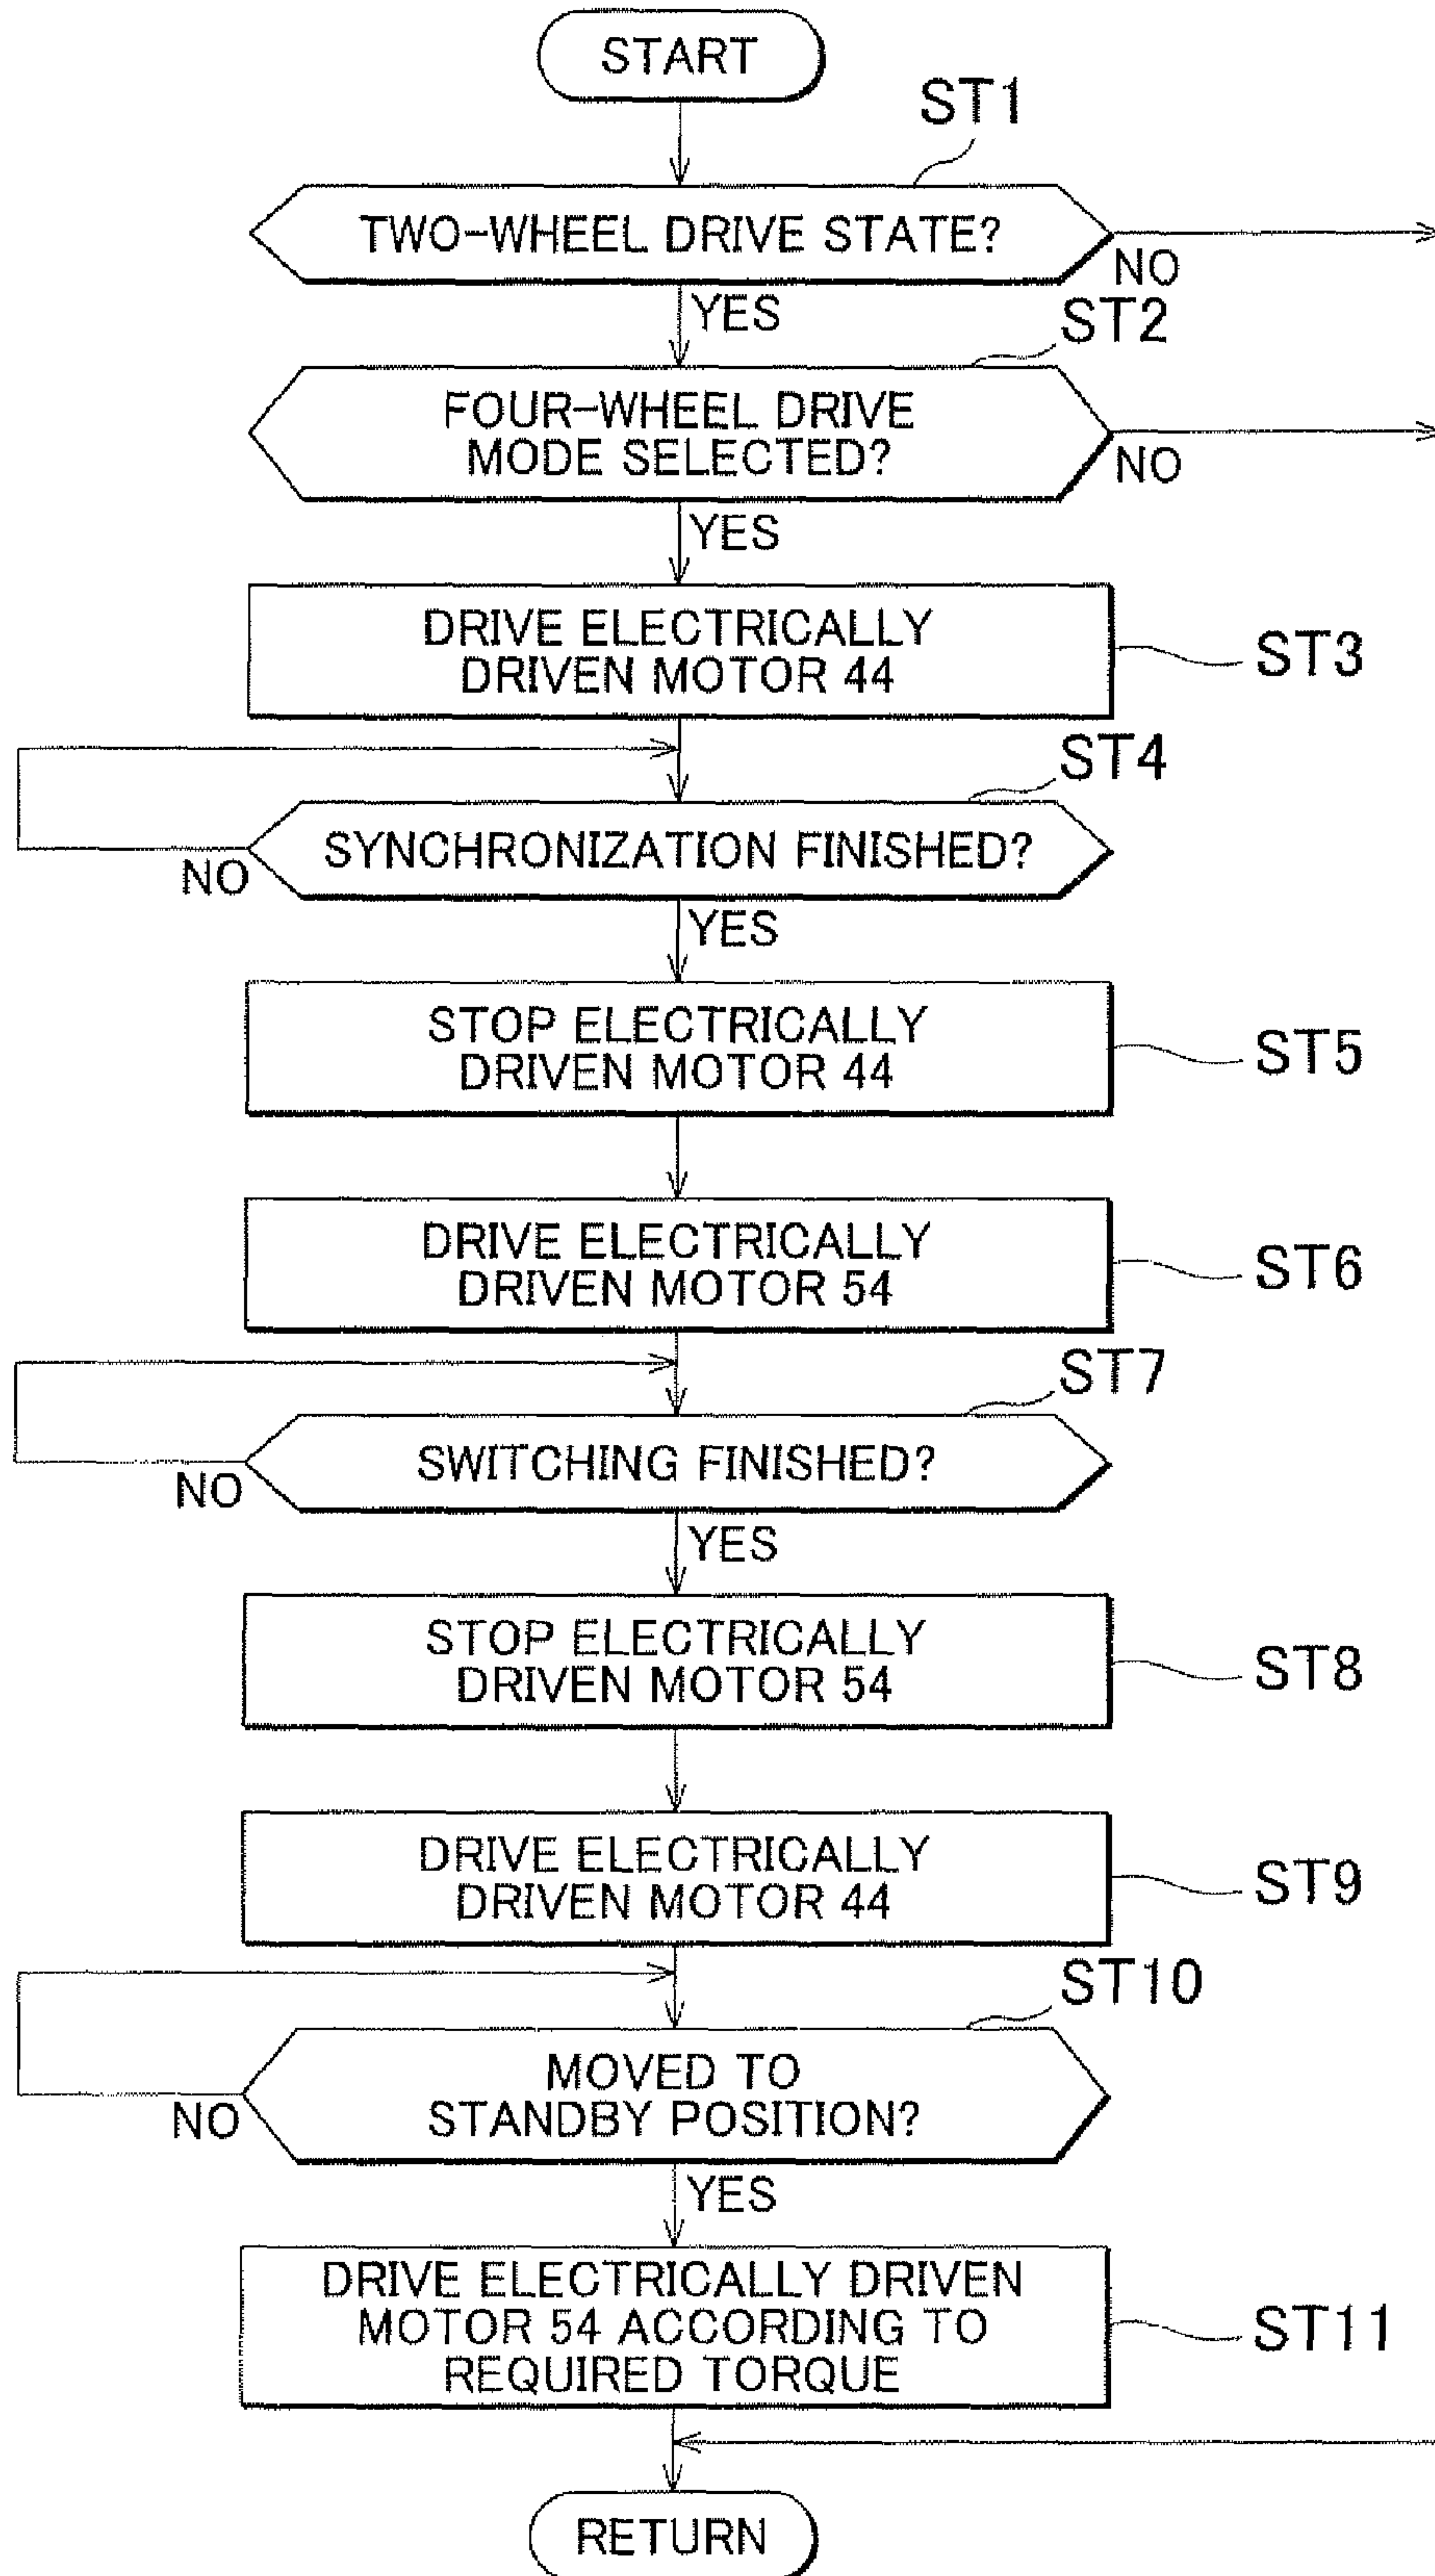 START
ST1
TWO-WHEEL DRIVE STATE?
NO
YES
ST2
FOUR-WHEEL DRIVE
MODE SELECTED?
NO
YES
DRIVE ELECTRICALLY
DRIVEN MOTOR 44
ST3
ST4
SYNCHRONIZATION FINISHED?
NO
YES
STOP ELECTRICALLY
DRIVEN MOTOR 44
ST5
DRIVE ELECTRICALLY
DRIVEN MOTOR 54
ST6
ST7
SWITCHING FINISHED?
NO
YES
STOP ELECTRICALLY
DRIVEN MOTOR 54
ST8
DRIVE ELECTRICALLY
DRIVEN MOTOR 44
ST9
ST10
MOVED TO
STANDBY POSITION?
NO
YES
DRIVE ELECTRICALLY DRIVEN
MOTOR 54 ACCORDING TO
REQUIRED TORQUE
ST11
RETURN